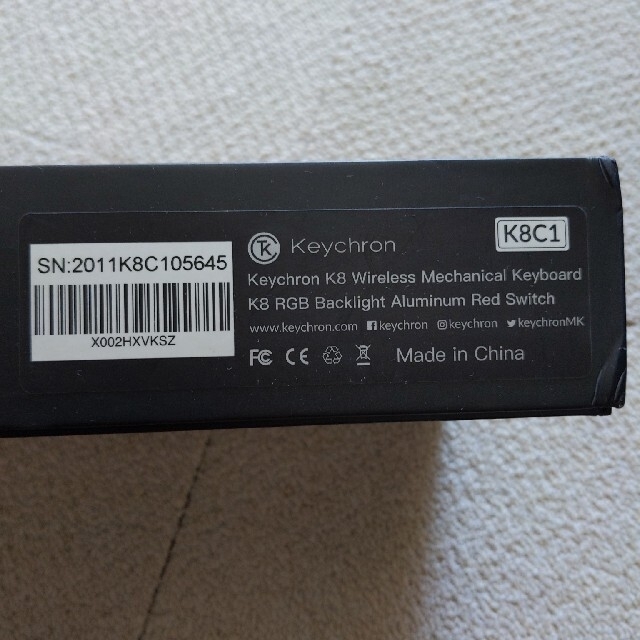 SN:2011K8C105645
X002HXVKSZ
Keychron
K8C1
Keychron K8 Wireless Mechanical Keyboard
K8 RGB Backlight Aluminum Red Switch
www.keychron.com keychron keychron keychronMK
FC CE Made in China